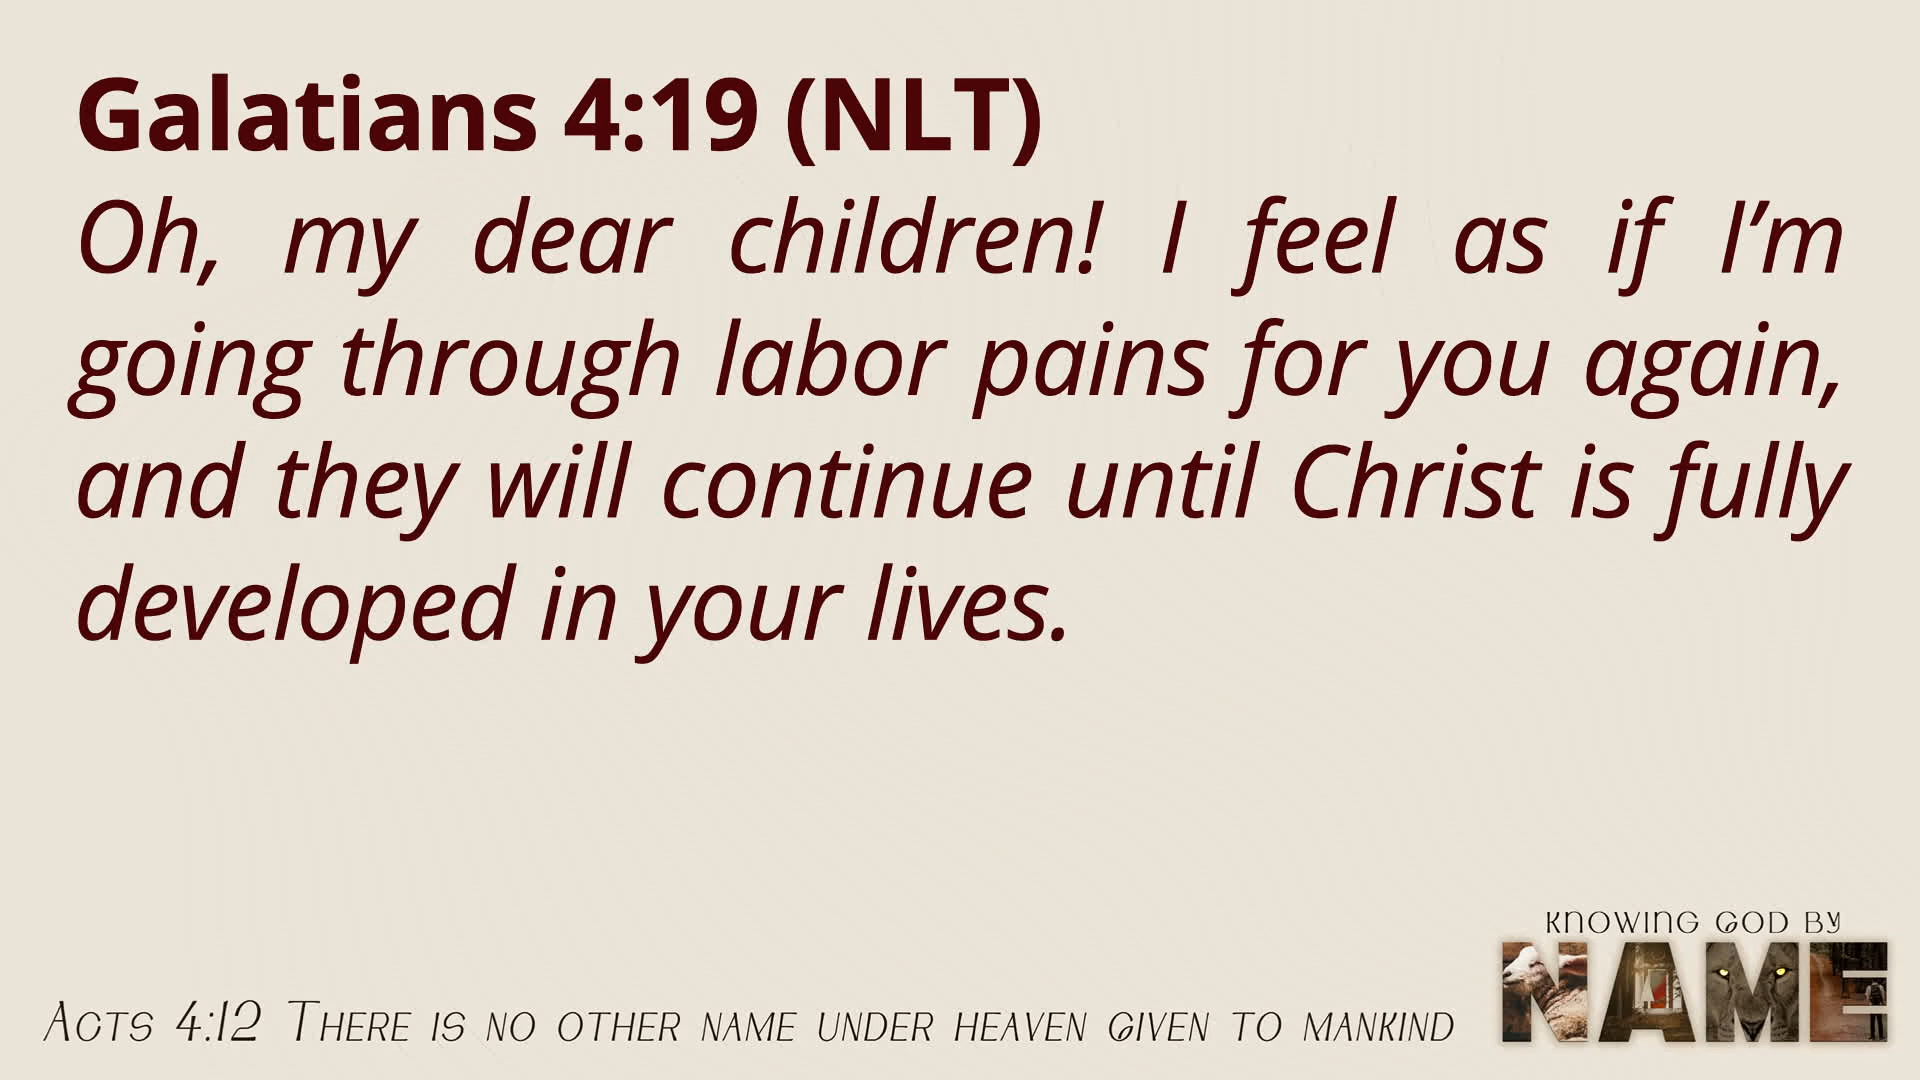 Galatians 4:19 (NLT)
Oh, my dear children! I feel as if I’m
going through labor pains for you again,
and they will continue until Christ is fully
developed in your lives.
KNOWING GOD BY
NAME
Acts 4:12 There is no other name under heaven given to mankind